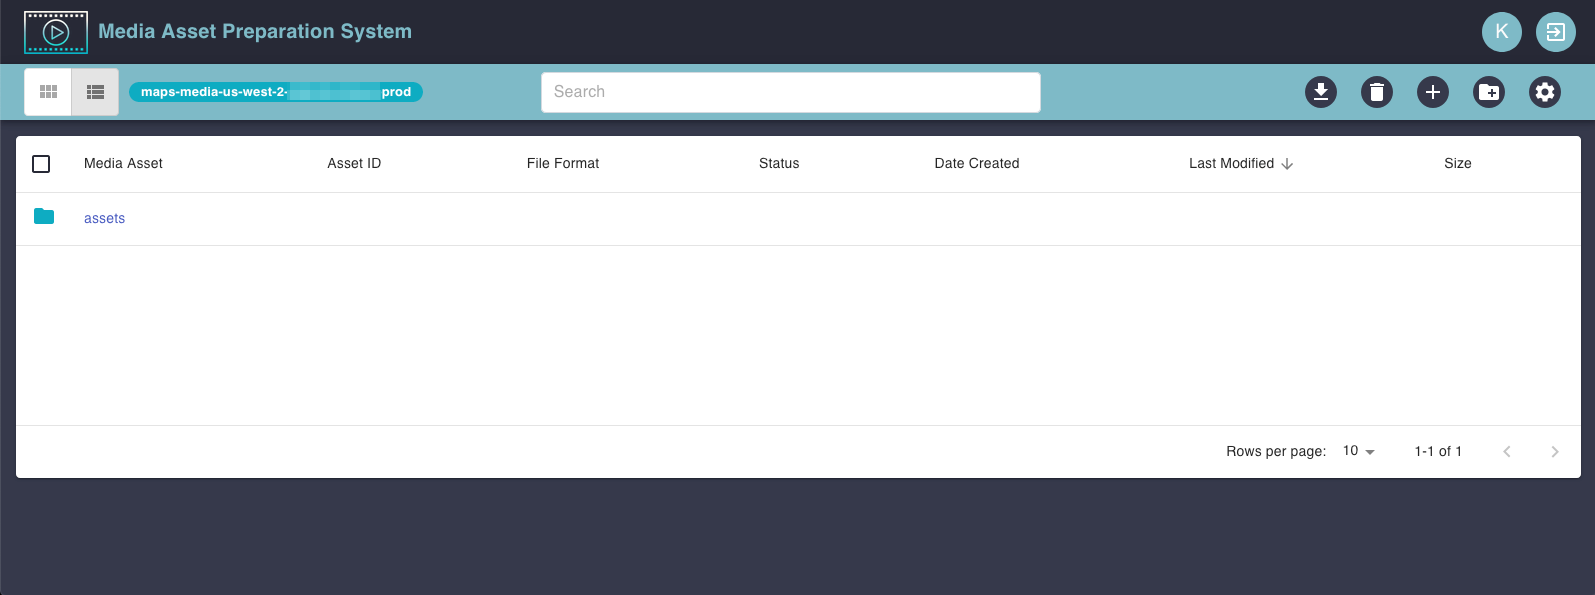 Media Asset Preparation System
K
maps-media-us-west-2- prod
Search
Media Asset Asset ID File Format Status Date Created Last Modified Size
assets
Rows per page: 10 1-1 of 1